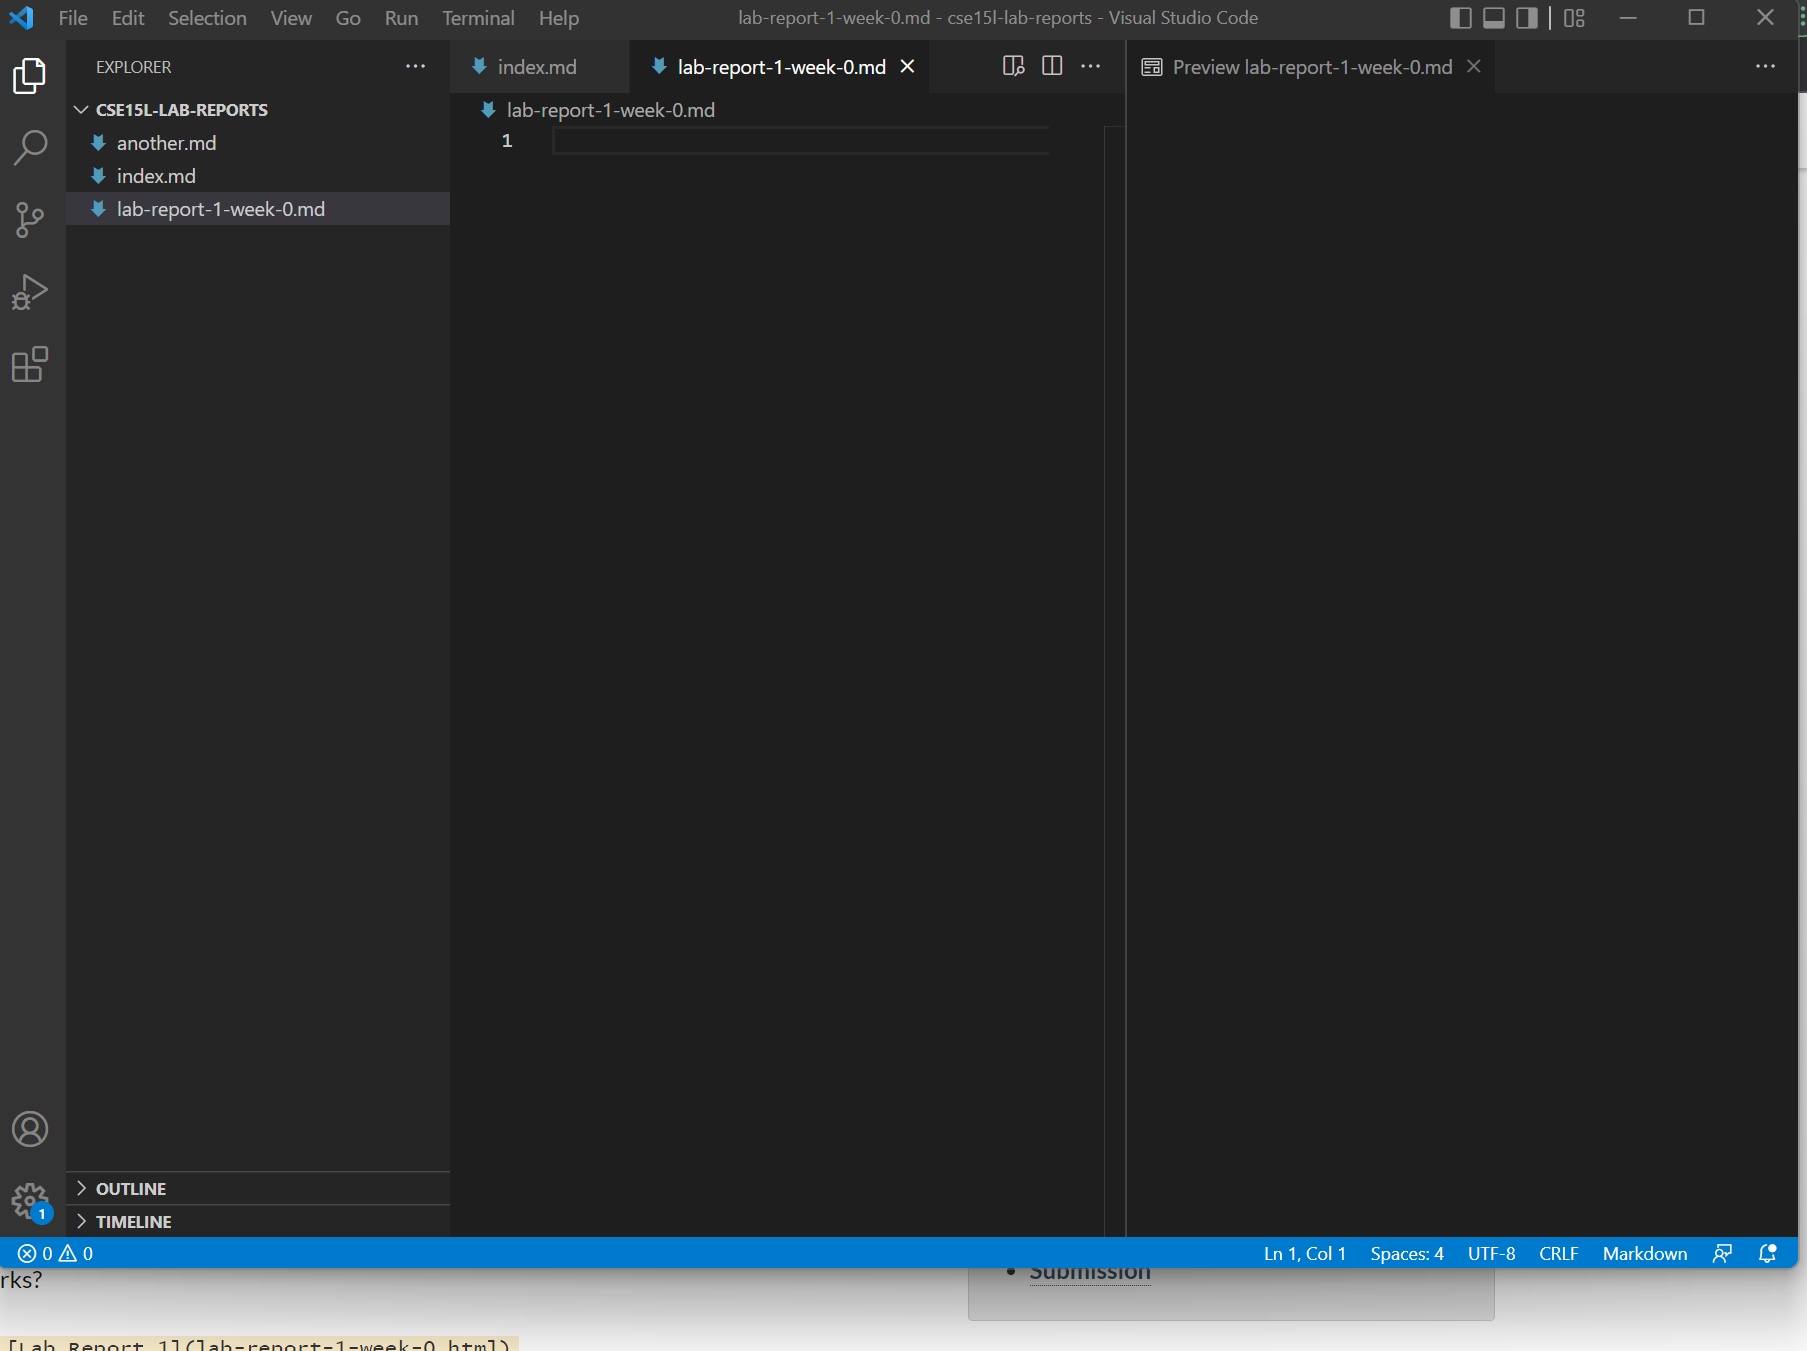 File Edit Selection View Go Run Terminal Help
lab-report-1-week-0.md - cse15l-lab-reports - Visual Studio Code
EXPLORER
CSE15L-LAB-REPORTS
another.md
index.md
lab-report-1-week-0.md
OUTLINE
TIMELINE
index.md
lab-report-1-week-0.md
lab-report-1-week-0.md
1
Preview lab-report-1-week-0.md
1
0 0
Ln 1, Col 1 Spaces: 4 UTF-8 CRLF Markdown
rks?
Submission
[Lab Report 1](lab-report-1-week-0.html)